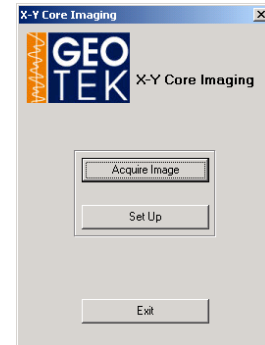 X-Y Core Imaging
X
GEO
TEK
X-Y Core Imaging
Acquire Image
Set Up
Exit